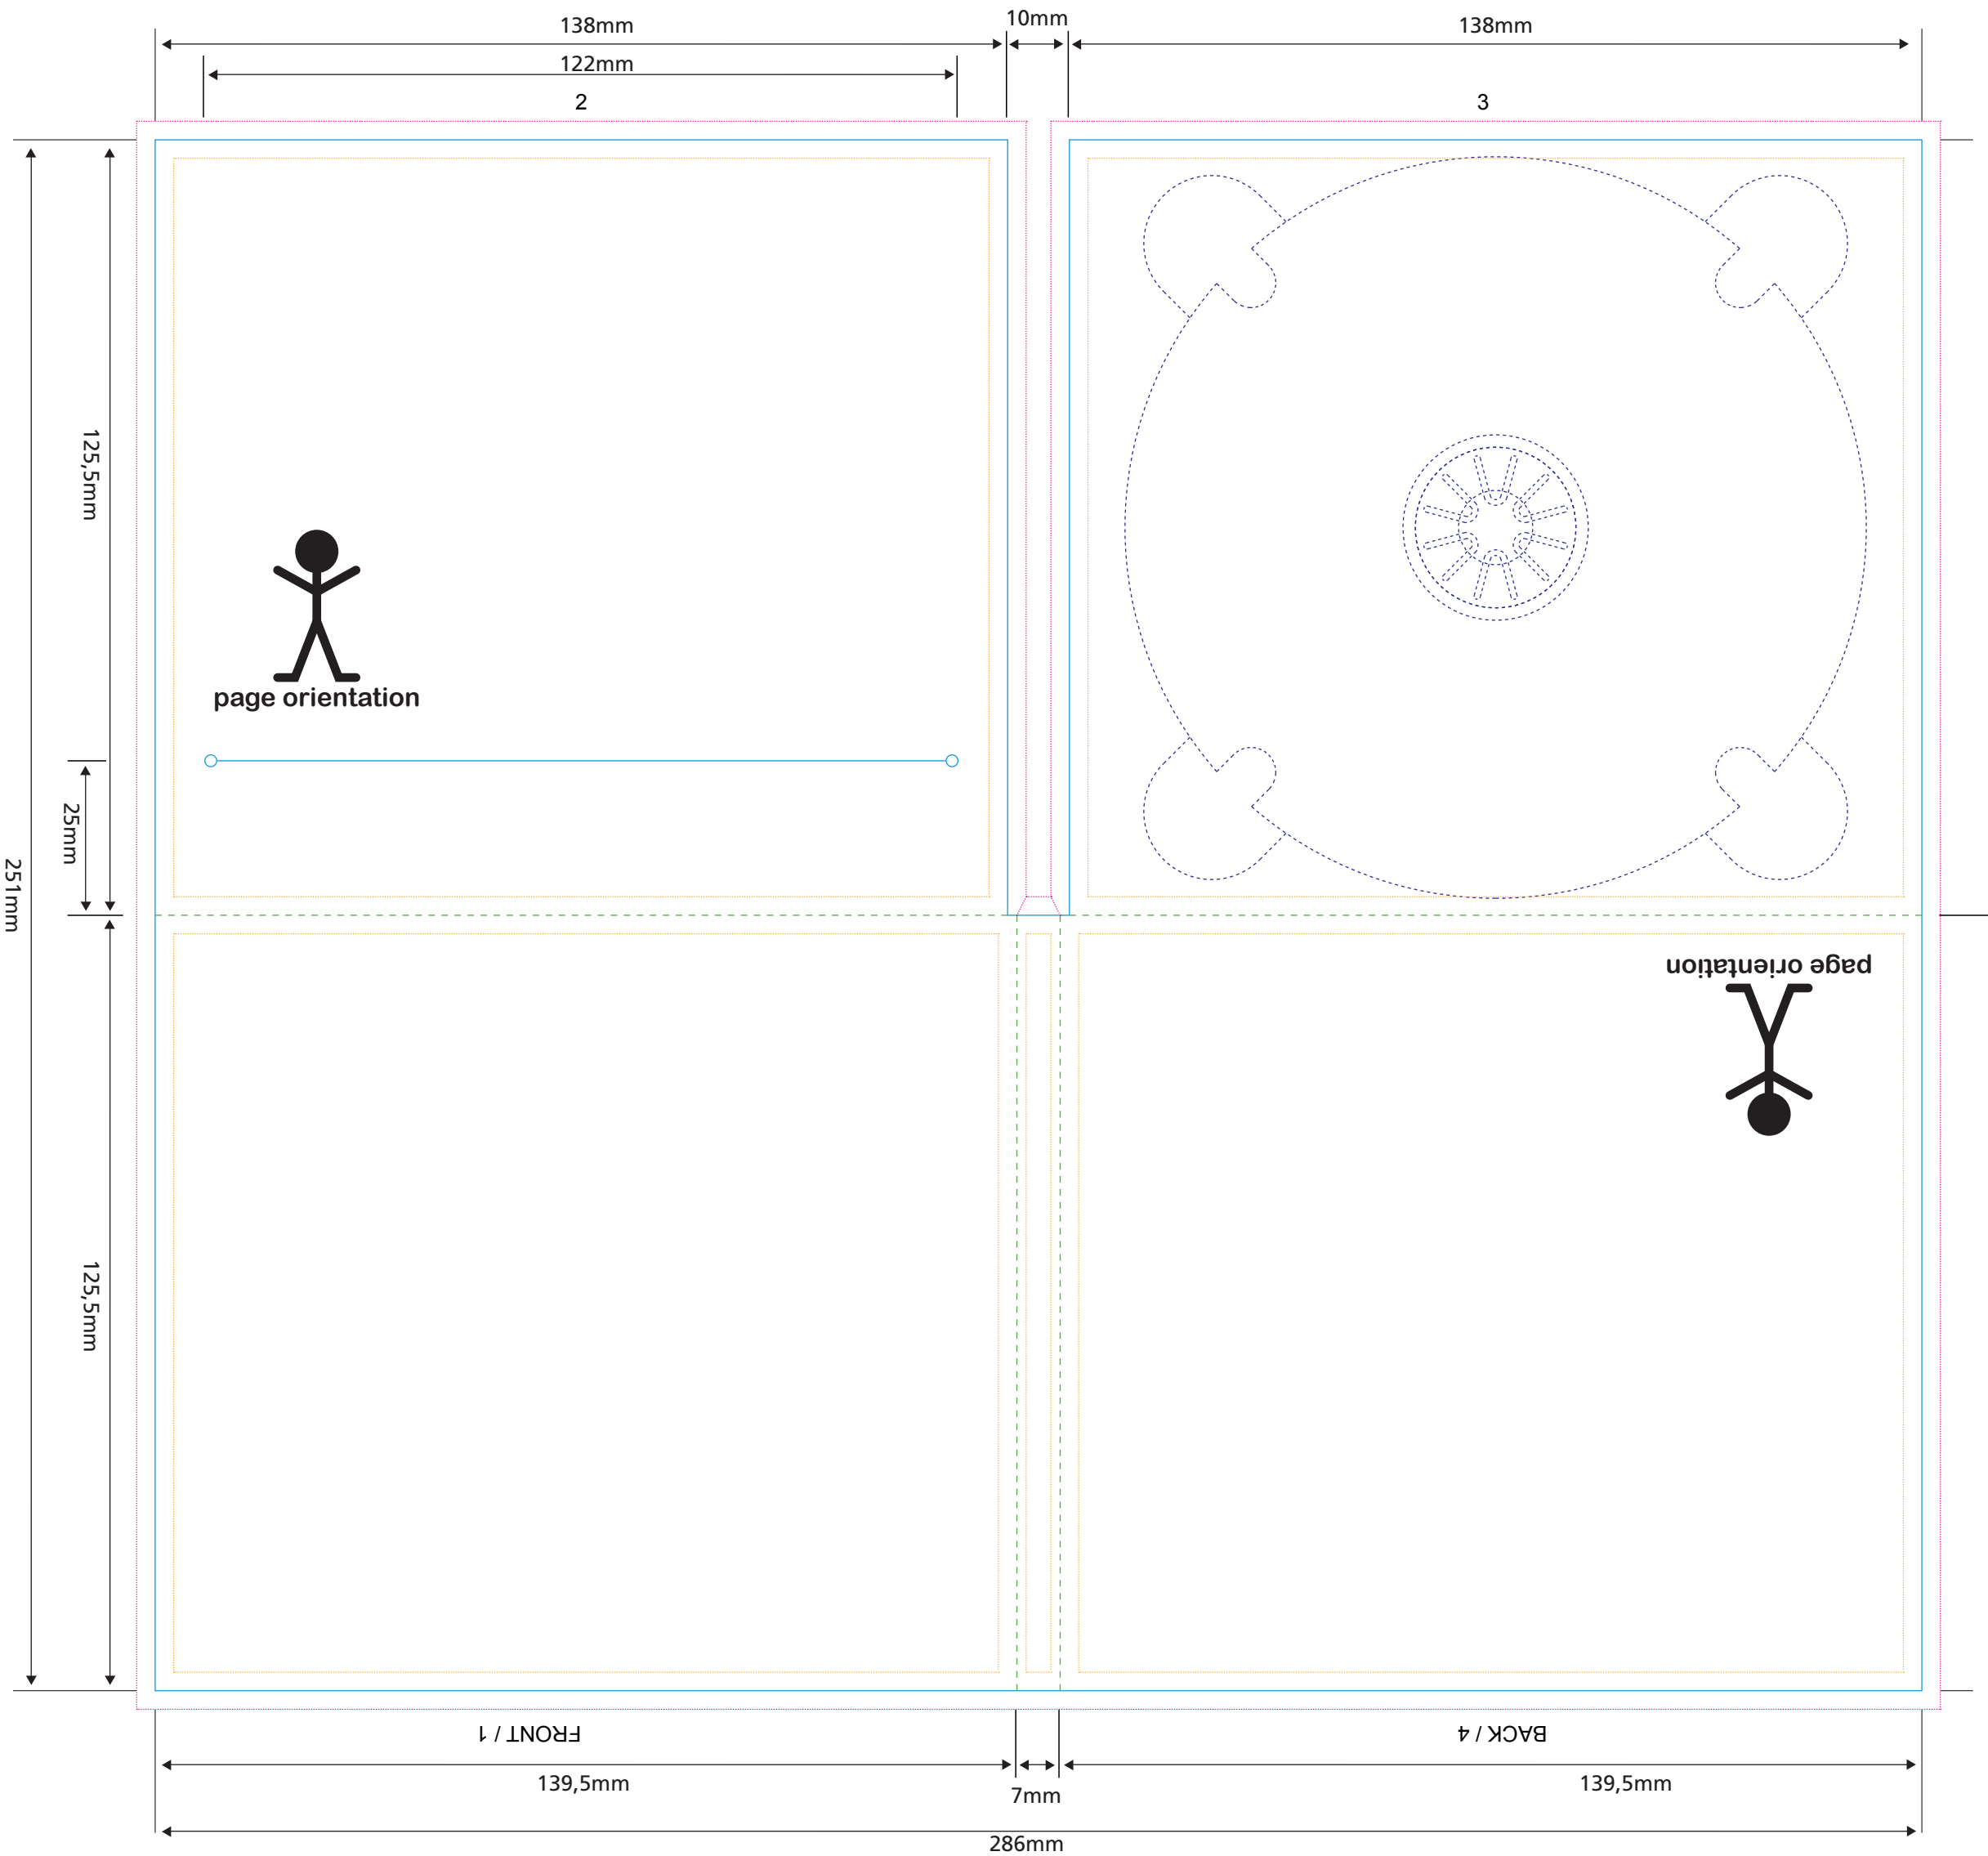 10mm
138mm
138mm
122mm
2
3
125,5mm
page orientation
25mm
251mm
page orientation
125,5mm
FRONT / 1
BACK / 4
139,5mm
139,5mm
7mm
286mm